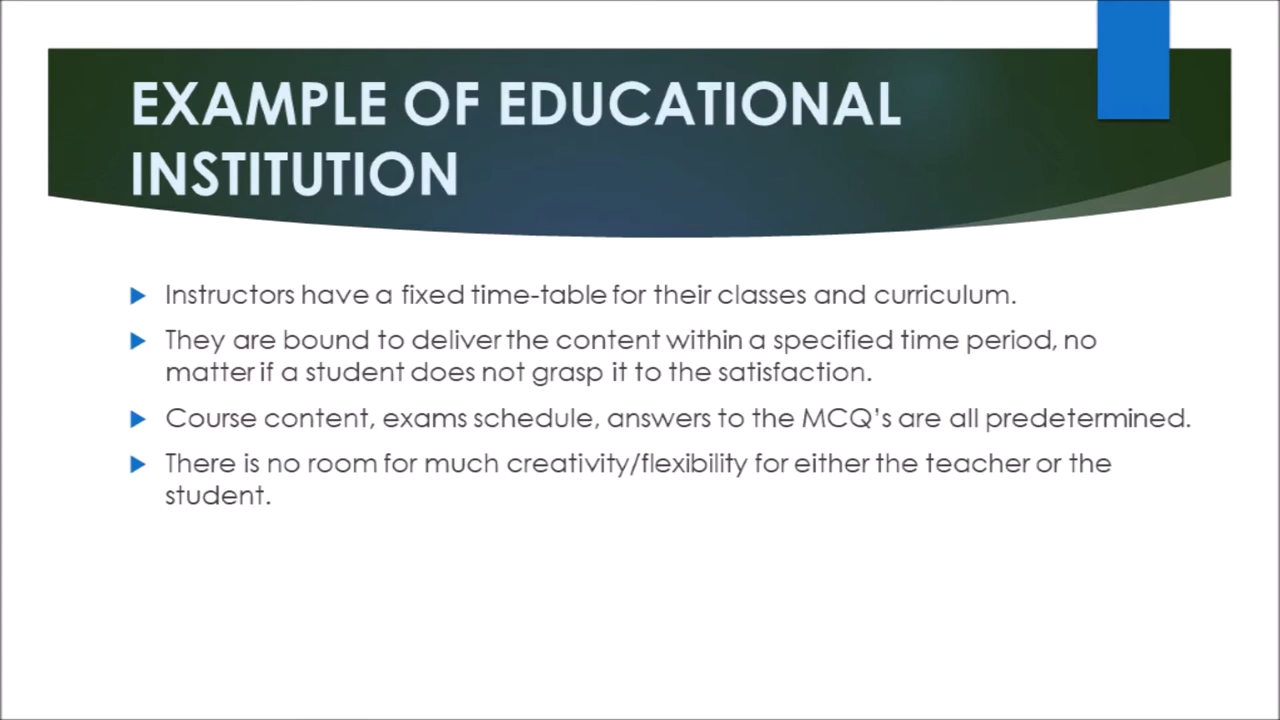 EXAMPLE OF EDUCATIONAL
INSTITUTION
Instructors have a fixed time-table for their classes and curriculum.
They are bound to deliver the content within a specified time period, no
matter if a student does not grasp it to the satisfaction.
Course content, exams schedule, answers to the MCQ’s are all predetermined.
There is no room for much creativity/flexibility for either the teacher or the
student.